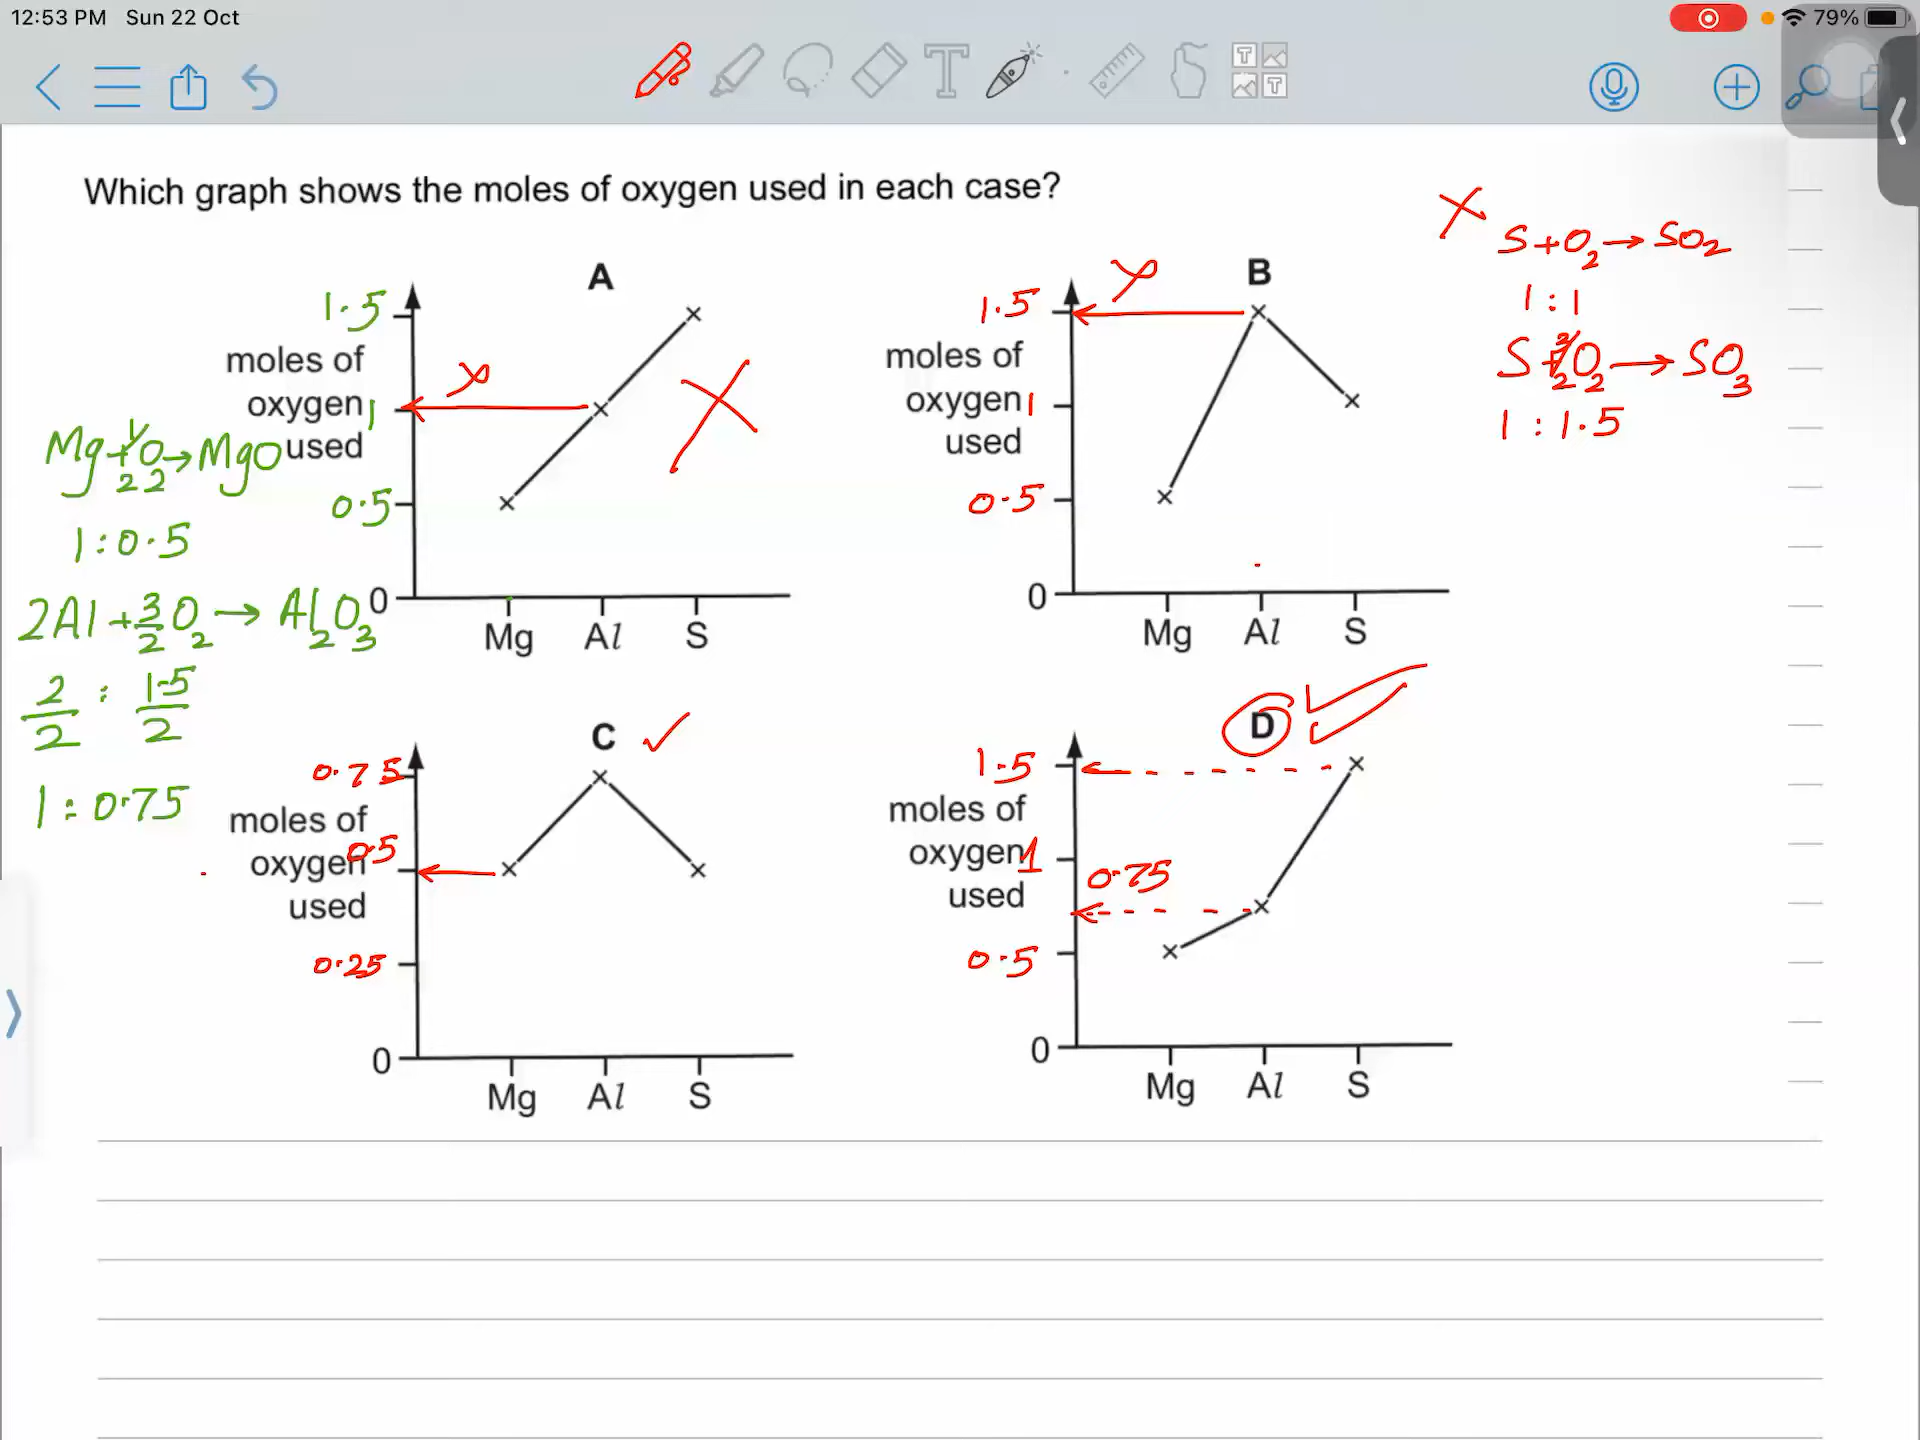 12:53 PM Sun 22 Oct
79%
Which graph shows the moles of oxygen used in each case?
A
1.5
moles of
oxygen
used
1
0.5
0
Mg Al S
B
1.5
moles of
oxygen
used
1
0.5
0
Mg Al S
S + O2 → SO2
1 : 1
S + 3/2 O2 → SO3
1 : 1.5
Mg + 1/2 O2 → MgO
1 : 0.5
2Al + 3/2 O2 → Al2O3
2/2 : 1.5/2
1 : 0.75
C
0.75
moles of
oxygen
used
0.5
0.25
0
Mg Al S
D
1.5
moles of
oxygen
used
1
0.75
0.5
0
Mg Al S